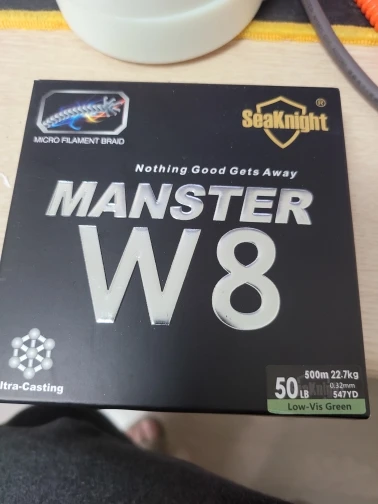 SeaKnight®
MICRO FILAMENT BRAID
Nothing Good Gets Away
MANSTER
W8
ltra-Casting
500m 22.7kg
50LB 0.32mm
547YD
Low-Vis Green